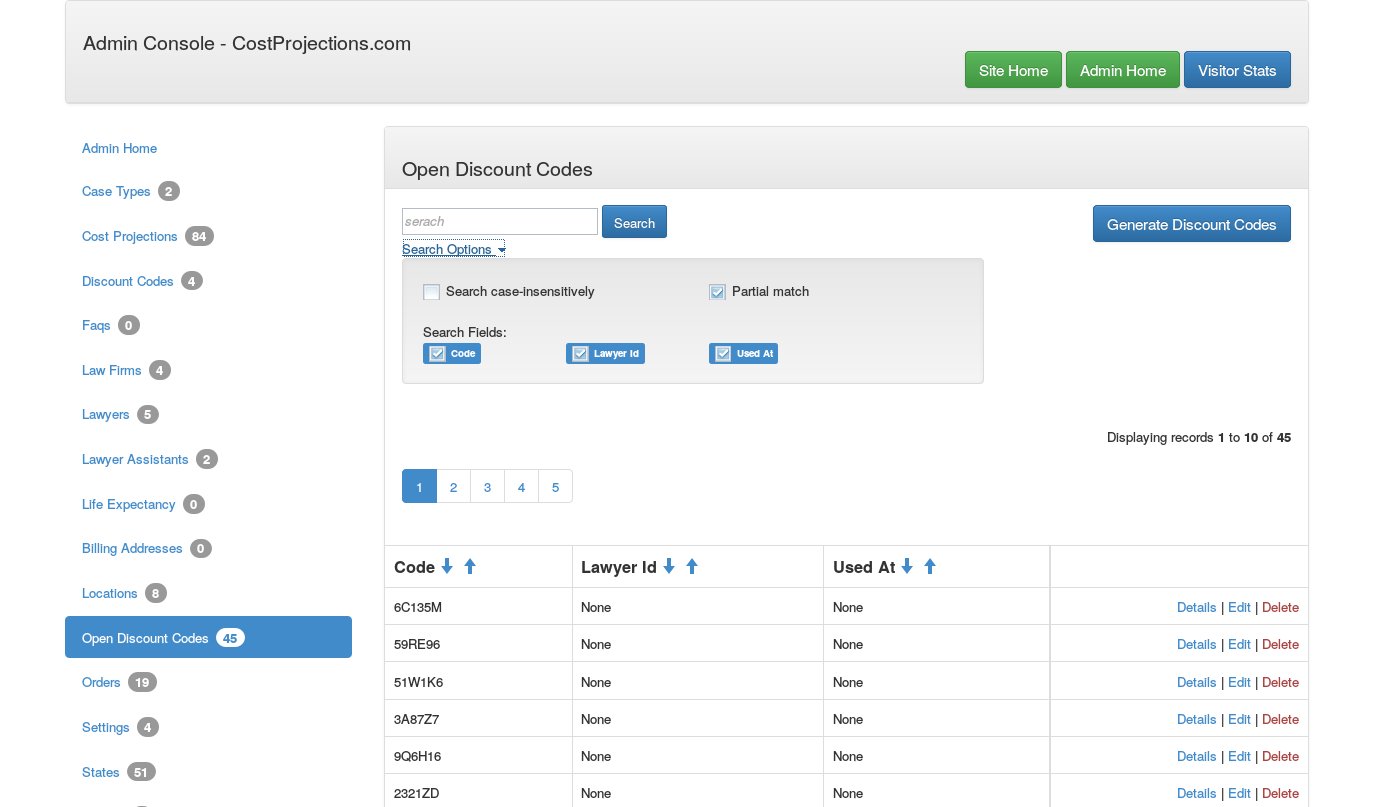 Admin Console - CostProjections.com
Site Home Admin Home Visitor Stats
Admin Home
Case Types 2
Cost Projections 84
Discount Codes 4
Faqs 0
Law Firms 4
Lawyers 5
Lawyer Assistants 2
Life Expectancy 0
Billing Addresses 0
Locations 8
Open Discount Codes 45
Orders 19
Settings 4
States 51
Open Discount Codes
serach Search Generate Discount Codes
Search Options
Search case-insensitively Partial match
Search Fields:
Code Lawyer Id Used At
Displaying records 1 to 10 of 45
1 2 3 4 5
Code Lawyer Id Used At
6C135M None None Details | Edit | Delete
59RE96 None None Details | Edit | Delete
51W1K6 None None Details | Edit | Delete
3A87Z7 None None Details | Edit | Delete
9Q6H16 None None Details | Edit | Delete
2321ZD None None Details | Edit | Delete